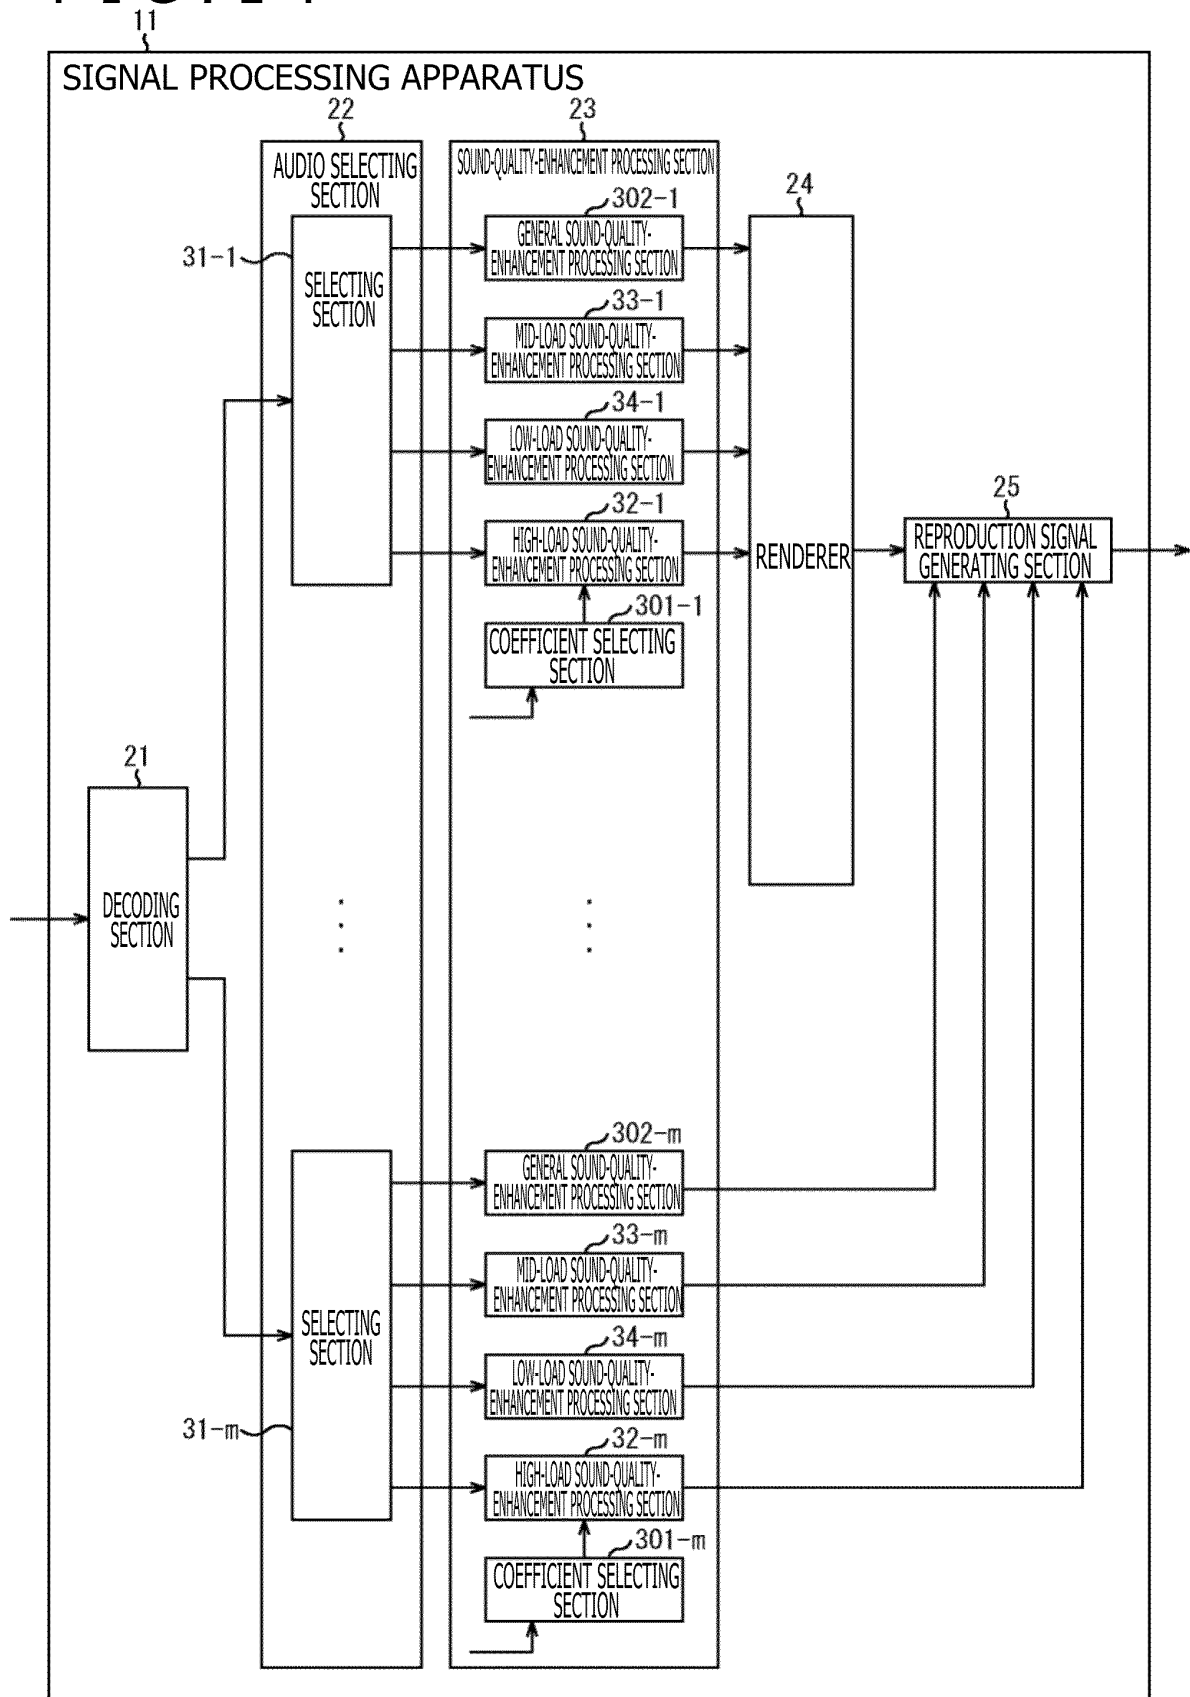 11
SIGNAL PROCESSING APPARATUS
22
23
AUDIO SELECTING
SECTION
SOUND-QUALITY-ENHANCEMENT PROCESSING SECTION
24
302-1
31-1
SELECTING
SECTION
GENERAL SOUND-QUALITY-
ENHANCEMENT PROCESSING SECTION
33-1
MID-LOAD SOUND-QUALITY-
ENHANCEMENT PROCESSING SECTION
34-1
LOW-LOAD SOUND-QUALITY-
ENHANCEMENT PROCESSING SECTION
32-1
HIGH-LOAD SOUND-QUALITY-
ENHANCEMENT PROCESSING SECTION
301-1
COEFFICIENT SELECTING
SECTION
RENDERER
25
REPRODUCTION SIGNAL
GENERATING SECTION
21
DECODING
SECTION
302-m
GENERAL SOUND-QUALITY-
ENHANCEMENT PROCESSING SECTION
33-m
MID-LOAD SOUND-QUALITY-
ENHANCEMENT PROCESSING SECTION
SELECTING
SECTION
34-m
LOW-LOAD SOUND-QUALITY-
ENHANCEMENT PROCESSING SECTION
31-m
32-m
HIGH-LOAD SOUND-QUALITY-
ENHANCEMENT PROCESSING SECTION
301-m
COEFFICIENT SELECTING
SECTION